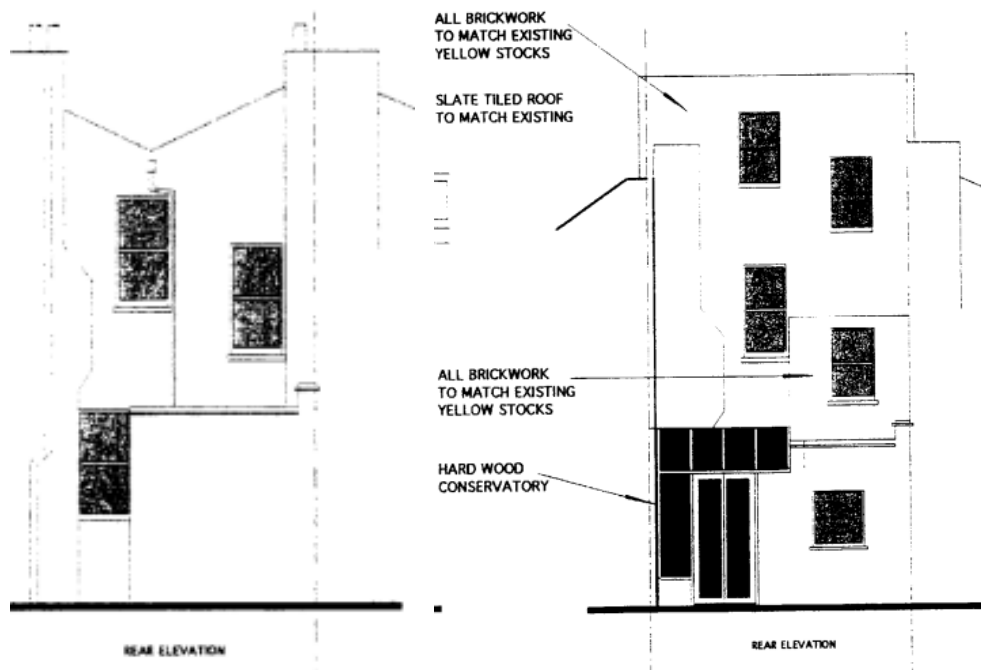 ALL BRICKWORK
TO MATCH EXISTING
YELLOW STOCKS
SLATE TILED ROOF
TO MATCH EXISTING
ALL BRICKWORK
TO MATCH EXISTING
YELLOW STOCKS
HARD WOOD
CONSERVATORY
REAR ELEVATION
REAR ELEVATION